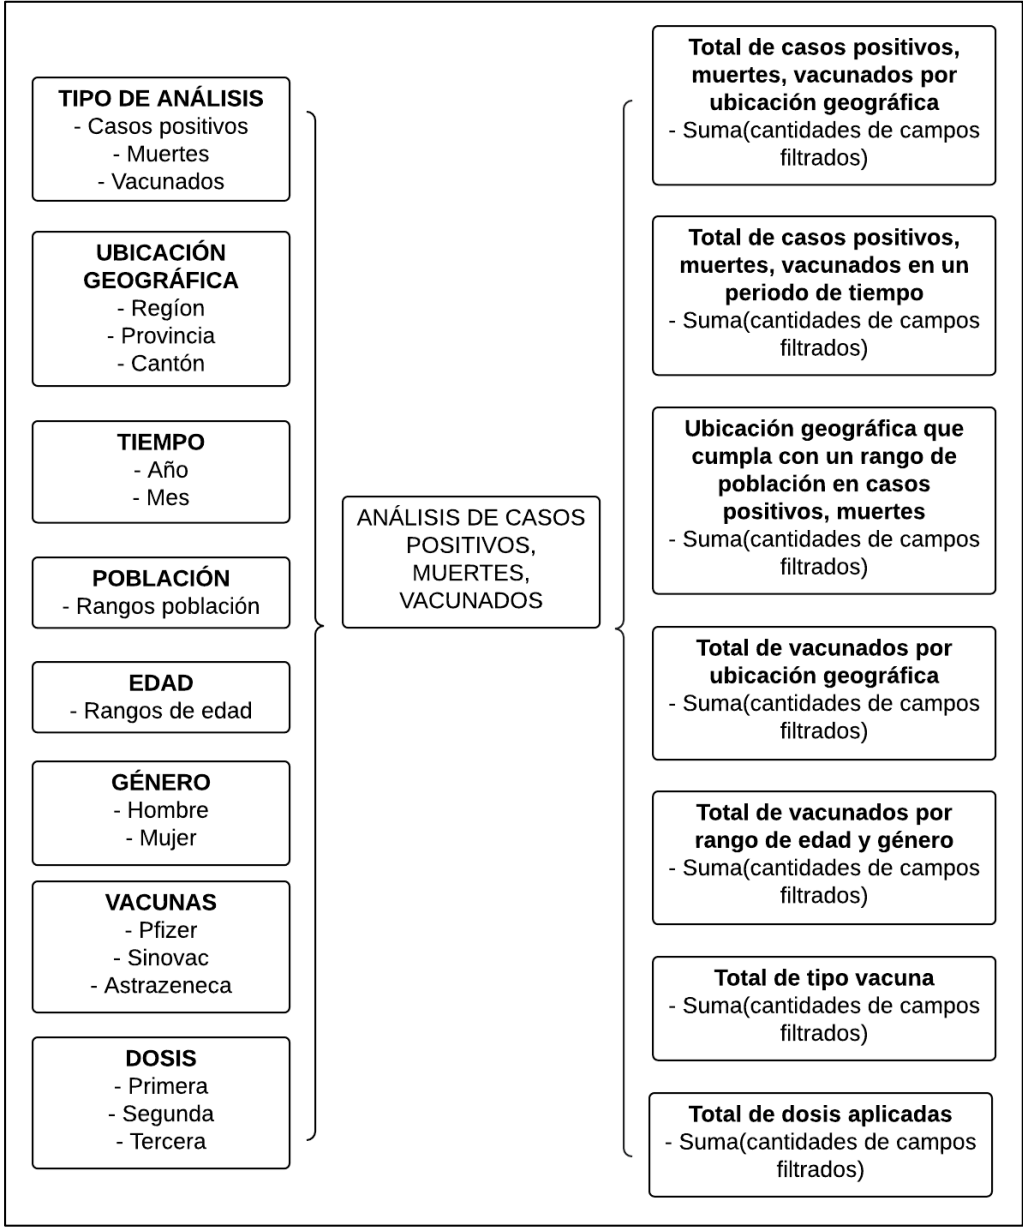 TIPO DE ANÁLISIS
- Casos positivos
- Muertes
- Vacunados
UBICACIÓN
GEOGRÁFICA
- Regíon
- Provincia
- Cantón
TIEMPO
- Año
- Mes
POBLACIÓN
- Rangos población
EDAD
- Rangos de edad
GÉNERO
- Hombre
- Mujer
VACUNAS
- Pfizer
- Sinovac
- Astrazeneca
DOSIS
- Primera
- Segunda
- Tercera
ANÁLISIS DE CASOS
POSITIVOS,
MUERTES,
VACUNADOS
Total de casos positivos,
muertes, vacunados por
ubicación geográfica
- Suma(cantidades de campos
filtrados)
Total de casos positivos,
muertes, vacunados en un
periodo de tiempo
- Suma(cantidades de campos
filtrados)
Ubicación geográfica que
cumpla con un rango de
población en casos
positivos, muertes
- Suma(cantidades de campos
filtrados)
Total de vacunados por
ubicación geográfica
- Suma(cantidades de campos
filtrados)
Total de vacunados por
rango de edad y género
- Suma(cantidades de campos
filtrados)
Total de tipo vacuna
- Suma(cantidades de campos
filtrados)
Total de dosis aplicadas
- Suma(cantidades de campos
filtrados)